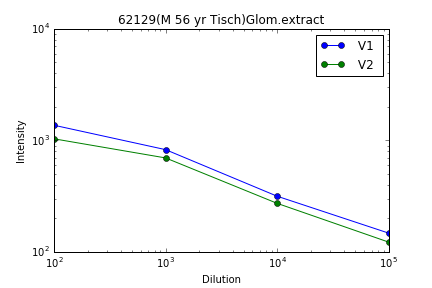 62129(M 56 yr Tisch)Glom.extract
10^4
10^3
10^2
Intensity
V1
V2
10^2 10^3 10^4 10^5
Dilution